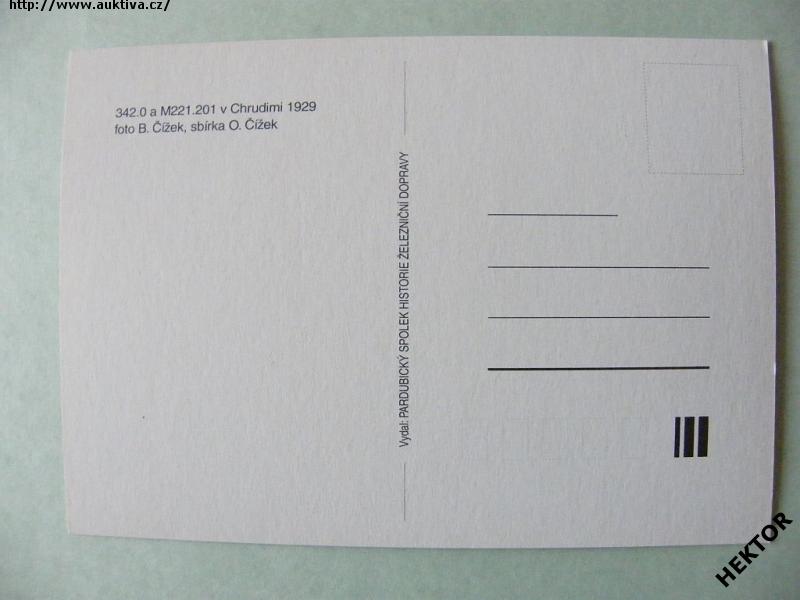 http://www.auktiva.cz/
342.0 a M221.201 v Chrudimi 1929
foto B. Čížek, sbírka O. Čížek
Vydal: PARDUBICKÝ SPOLEK HISTORIE ŽELEZNIČNÍ DOPRAVY
HEKTOR